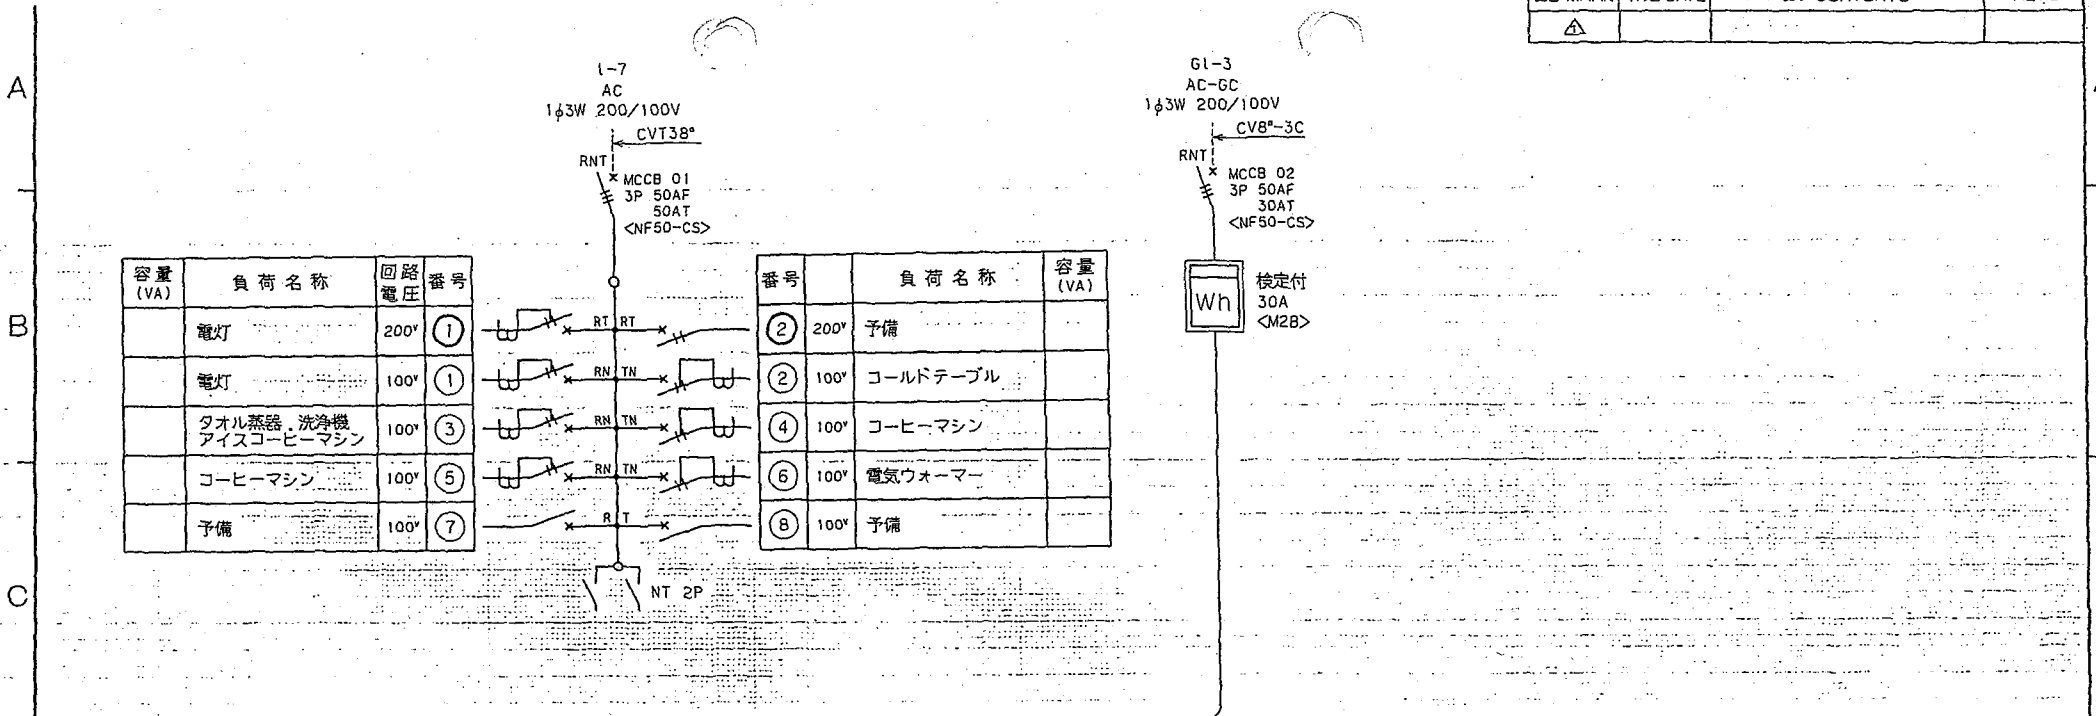 A
1-7
AC
1φ3W 200/100V
CVT38°
RNT
MCCB 01
3P 50AF
50AT
<NF50-CS>
G1-3
AC-GC
1φ3W 200/100V
CV8°-3C
RNT
MCCB 02
3P 50AF
30AT
<NF50-CS>
Wh
検定付
30A
<M2B>
B
容量
(VA)
負荷名称
回路
電圧
番号
電灯 200V ①
電灯 100V ①
タオル蒸器.洗浄機
アイスコーヒーマシン 100V ③
コーヒーマシン 100V ⑤
予備 100V ⑦
RT RT
RN TN
RN TN
RN TN
R T
番号
負荷名称
容量
(VA)
② 200V 予備
② 100V コールドテーブル
④ 100V コーヒーマシン
⑥ 100V 電気ウォーマー
⑧ 100V 予備
NT 2P
C